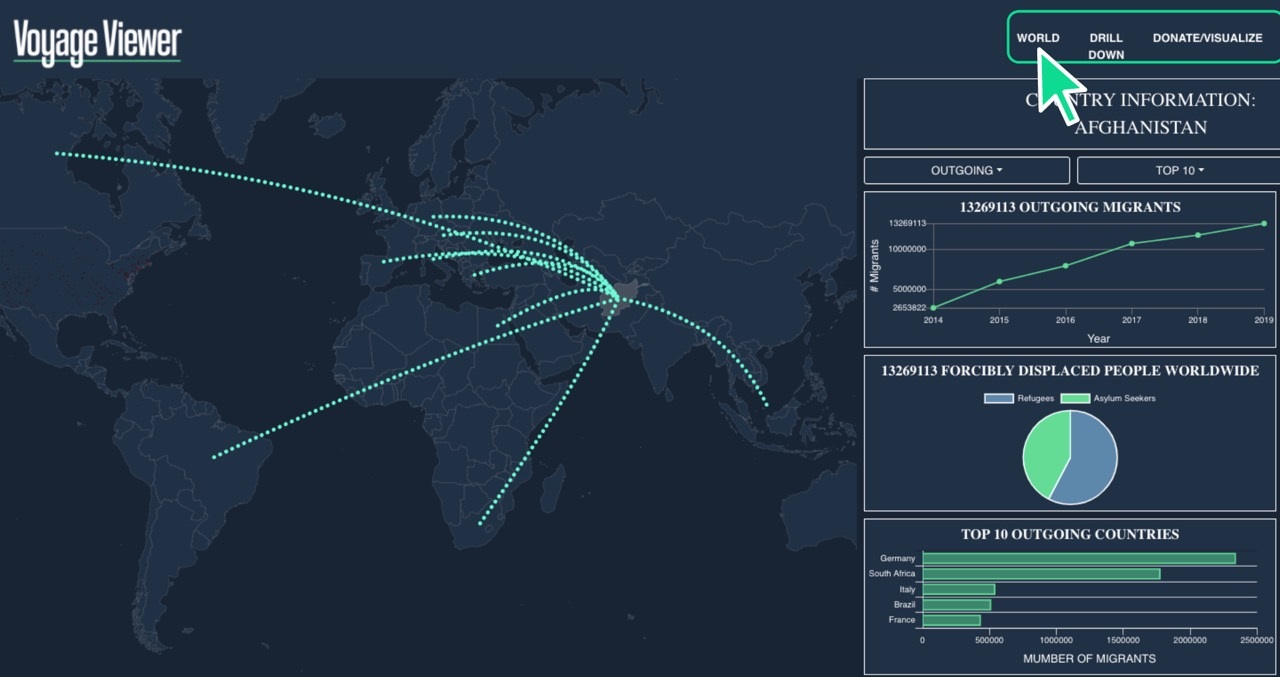 Voyage Viewer
WORLD
DRILL
DOWN
DONATE/VISUALIZE
INFORMATION:
AFGHANISTAN
OUTGOING
TOP 10
13269113 OUTGOING MIGRANTS
# Migrants
13269113
10000000
5000000
2653822
2014 2015 2016 2017 2018 2019
Year
13269113 FORCIBLY DISPLACED PEOPLE WORLDWIDE
Refugees Asylum Seekers
TOP 10 OUTGOING COUNTRIES
Germany
South Africa
Italy
Brazil
France
0 500000 1000000 1500000 2000000 2500000
MUMBER OF MIGRANTS